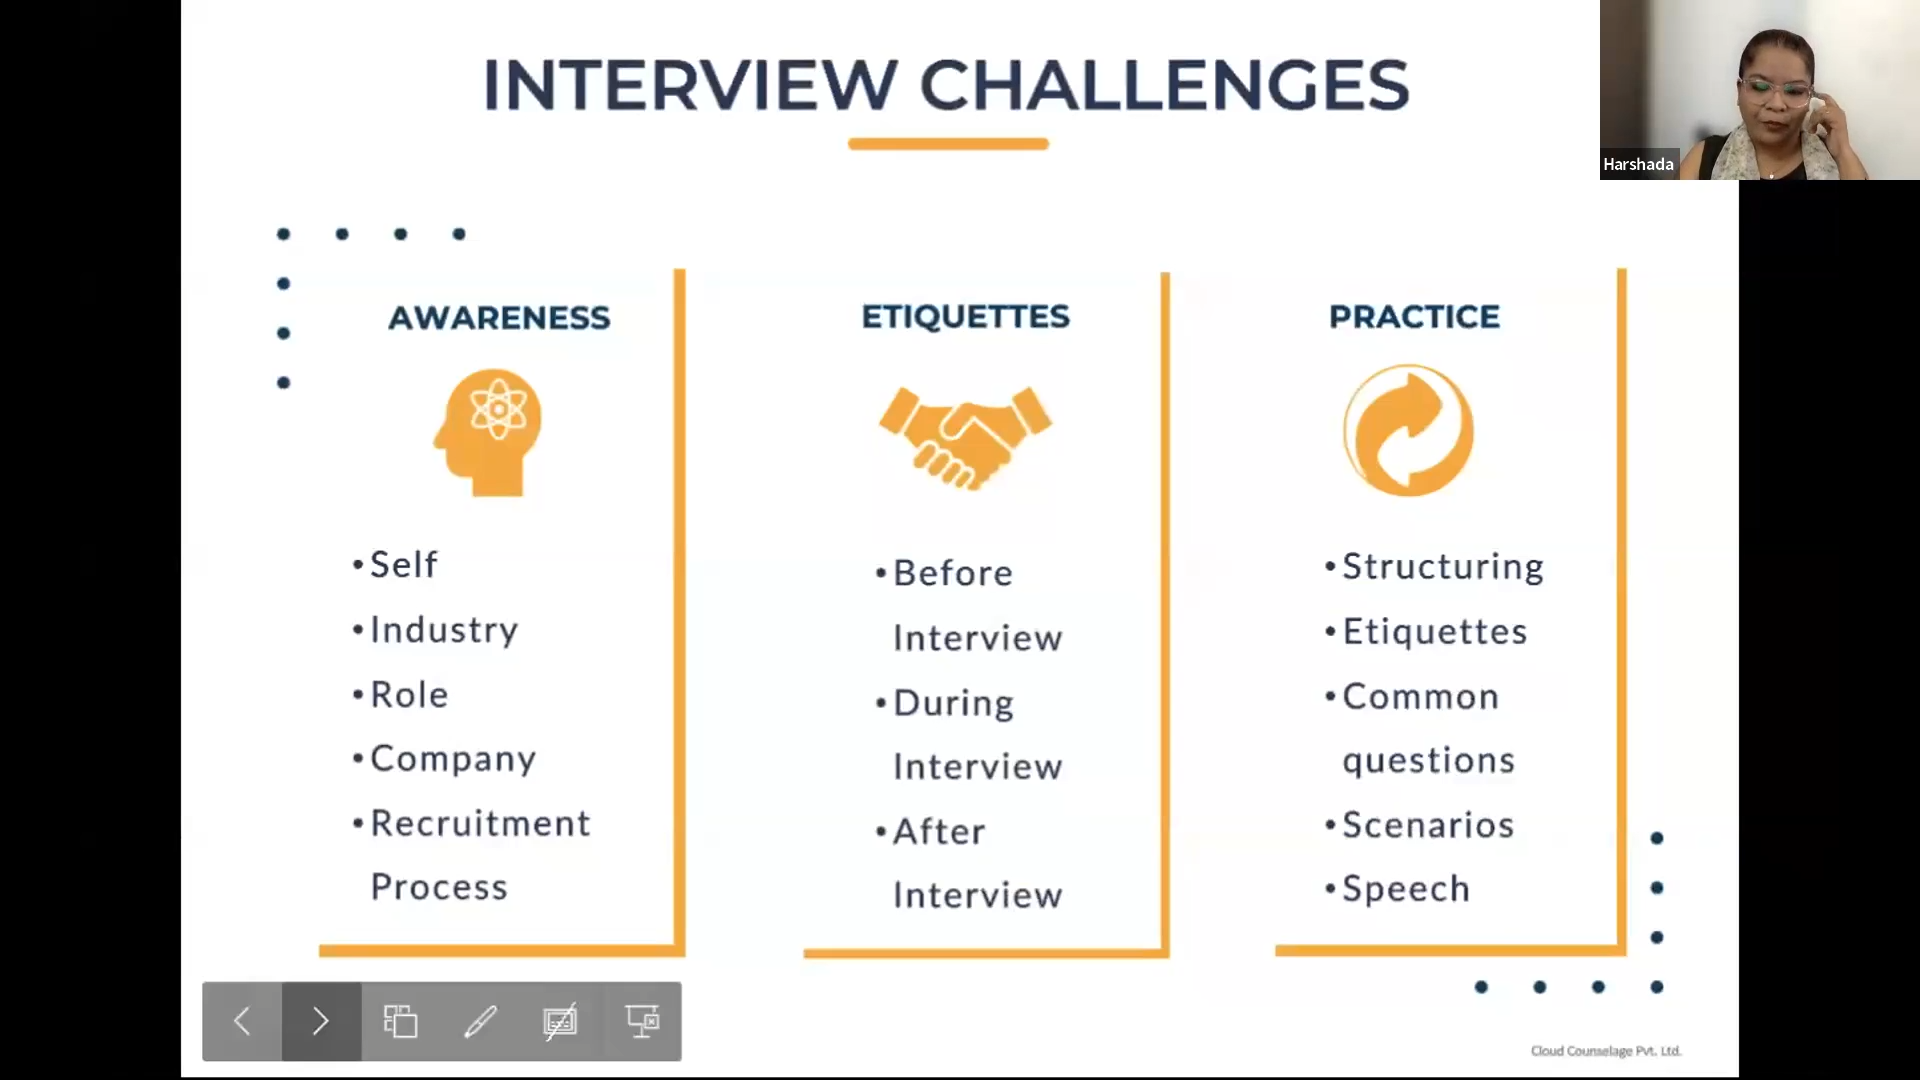 INTERVIEW CHALLENGES
Harshada
AWARENESS
• Self
• Industry
• Role
• Company
• Recruitment
Process
ETIQUETTES
• Before
Interview
• During
Interview
• After
Interview
PRACTICE
• Structuring
• Etiquettes
• Common
questions
• Scenarios
• Speech
Cloud Counselage Pvt. Ltd.